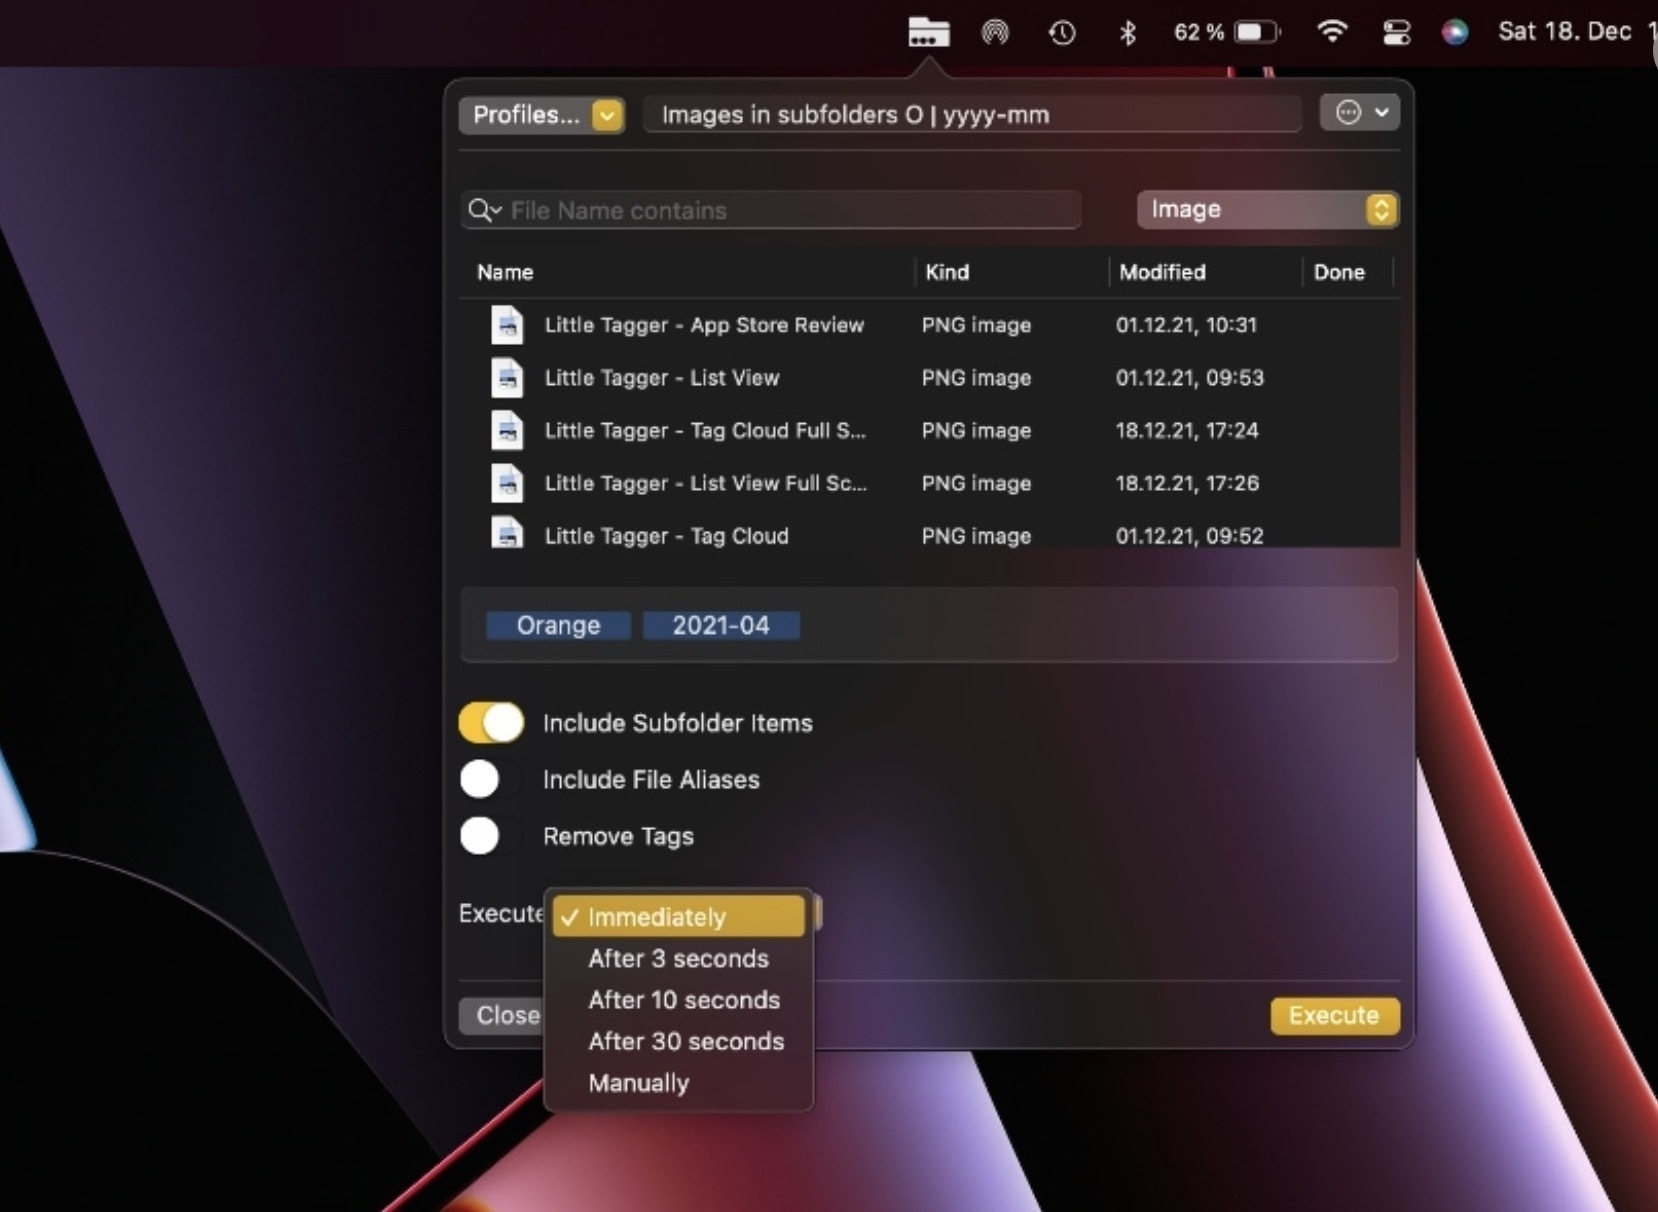 62 % Sat 18. Dec
Profiles... Images in subfolders O | yyyy-mm
File Name contains Image
Name Kind Modified Done
Little Tagger - App Store Review PNG image 01.12.21, 10:31
Little Tagger - List View PNG image 01.12.21, 09:53
Little Tagger - Tag Cloud Full S... PNG image 18.12.21, 17:24
Little Tagger - List View Full Sc... PNG image 18.12.21, 17:26
Little Tagger - Tag Cloud PNG image 01.12.21, 09:52
Orange 2021-04
Include Subfolder Items
Include File Aliases
Remove Tags
Execute ✓ Immediately
After 3 seconds
After 10 seconds
Close Execute
After 30 seconds
Manually